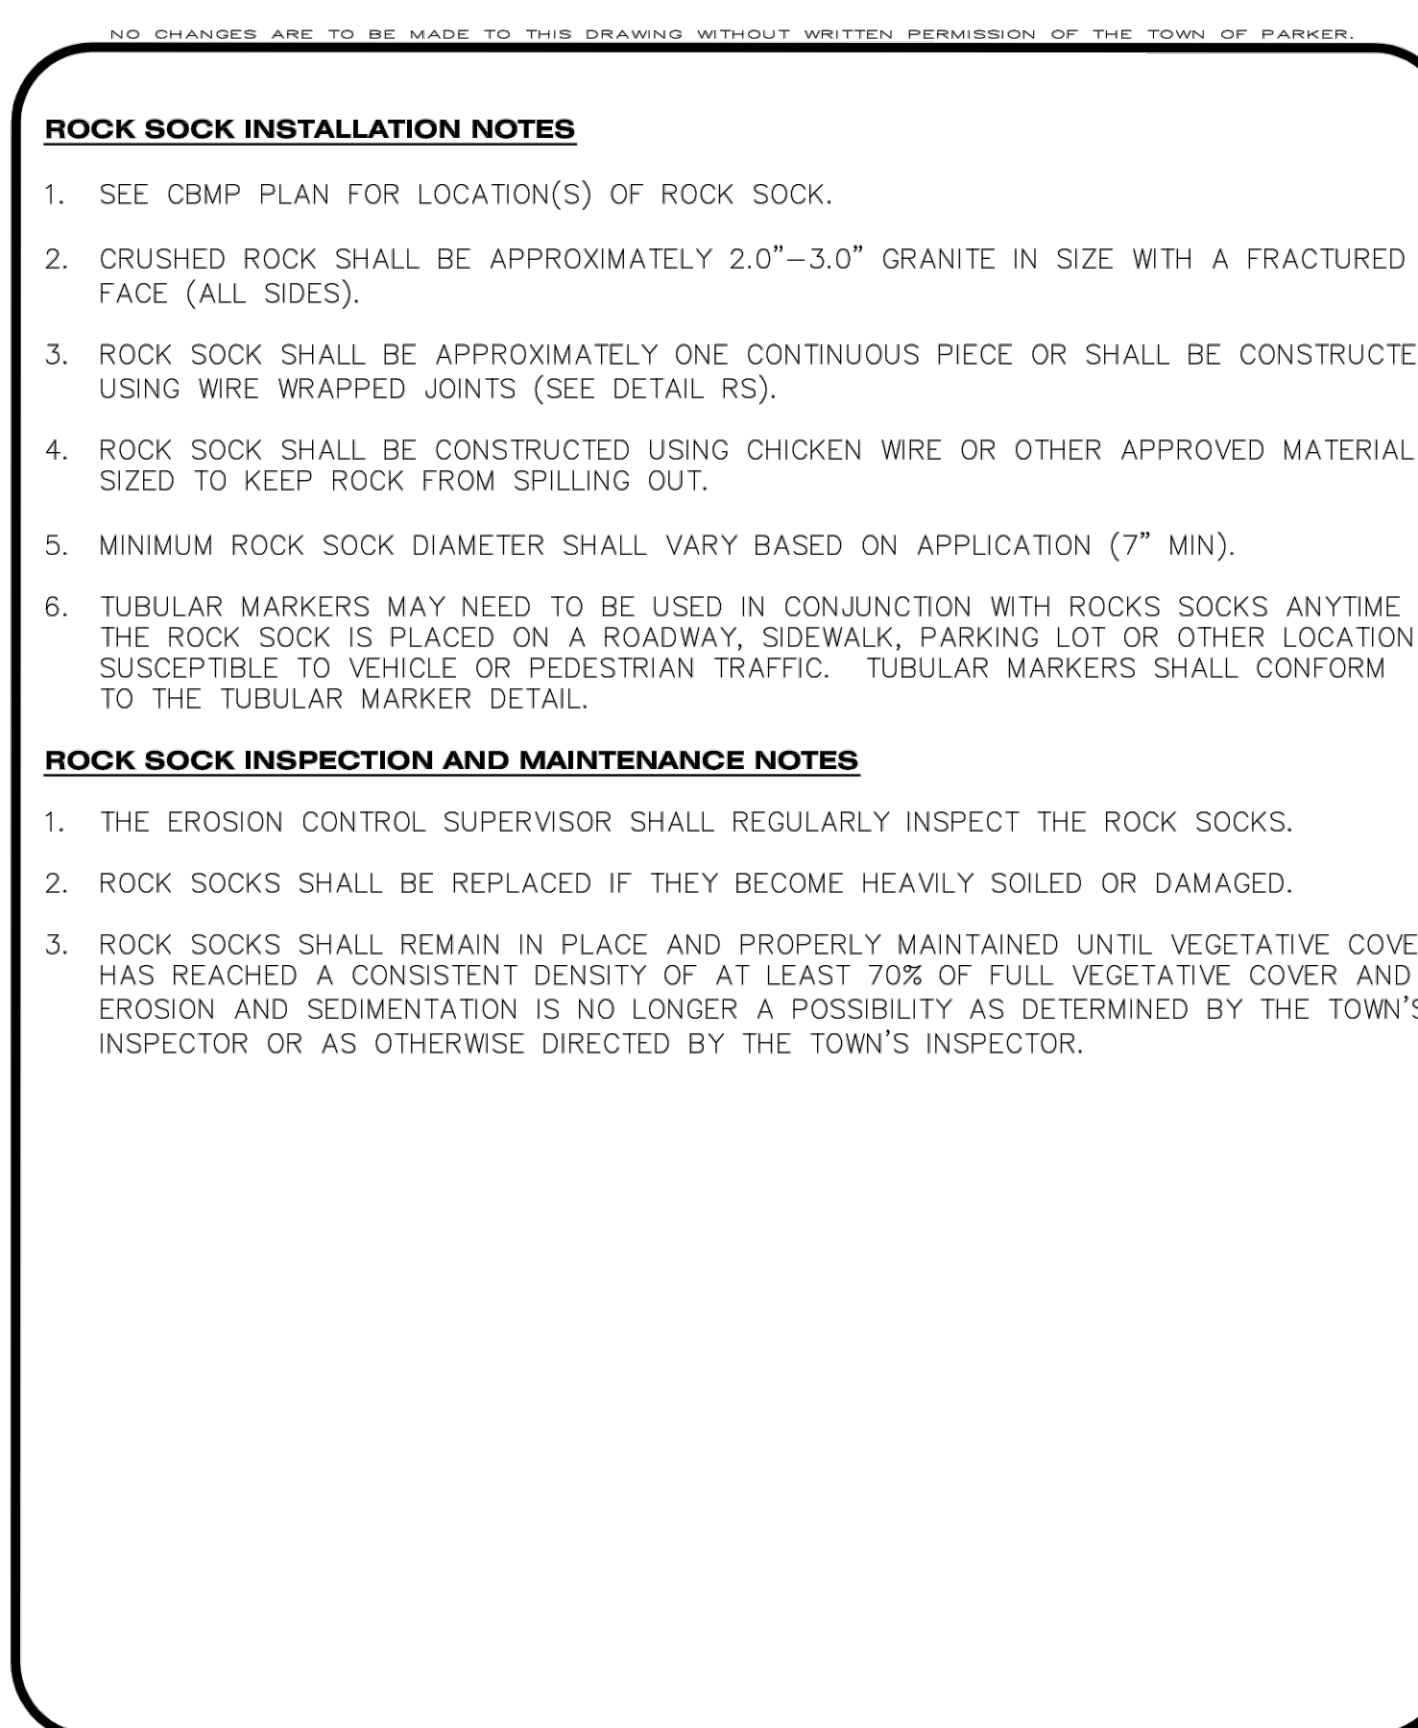 NO CHANGES ARE TO BE MADE TO THIS DRAWING WITHOUT WRITTEN PERMISSION OF THE TOWN OF PARKER.
ROCK SOCK INSTALLATION NOTES
1. SEE CBMP PLAN FOR LOCATION(S) OF ROCK SOCK.
2. CRUSHED ROCK SHALL BE APPROXIMATELY 2.0"–3.0" GRANITE IN SIZE WITH A FRACTURED
FACE (ALL SIDES).
3. ROCK SOCK SHALL BE APPROXIMATELY ONE CONTINUOUS PIECE OR SHALL BE CONSTRUCTE
USING WIRE WRAPPED JOINTS (SEE DETAIL RS).
4. ROCK SOCK SHALL BE CONSTRUCTED USING CHICKEN WIRE OR OTHER APPROVED MATERIAL
SIZED TO KEEP ROCK FROM SPILLING OUT.
5. MINIMUM ROCK SOCK DIAMETER SHALL VARY BASED ON APPLICATION (7" MIN).
6. TUBULAR MARKERS MAY NEED TO BE USED IN CONJUNCTION WITH ROCKS SOCKS ANYTIME
THE ROCK SOCK IS PLACED ON A ROADWAY, SIDEWALK, PARKING LOT OR OTHER LOCATION
SUSCEPTIBLE TO VEHICLE OR PEDESTRIAN TRAFFIC. TUBULAR MARKERS SHALL CONFORM
TO THE TUBULAR MARKER DETAIL.
ROCK SOCK INSPECTION AND MAINTENANCE NOTES
1. THE EROSION CONTROL SUPERVISOR SHALL REGULARLY INSPECT THE ROCK SOCKS.
2. ROCK SOCKS SHALL BE REPLACED IF THEY BECOME HEAVILY SOILED OR DAMAGED.
3. ROCK SOCKS SHALL REMAIN IN PLACE AND PROPERLY MAINTAINED UNTIL VEGETATIVE COVE
HAS REACHED A CONSISTENT DENSITY OF AT LEAST 70% OF FULL VEGETATIVE COVER AND
EROSION AND SEDIMENTATION IS NO LONGER A POSSIBILITY AS DETERMINED BY THE TOWN'S
INSPECTOR OR AS OTHERWISE DIRECTED BY THE TOWN'S INSPECTOR.